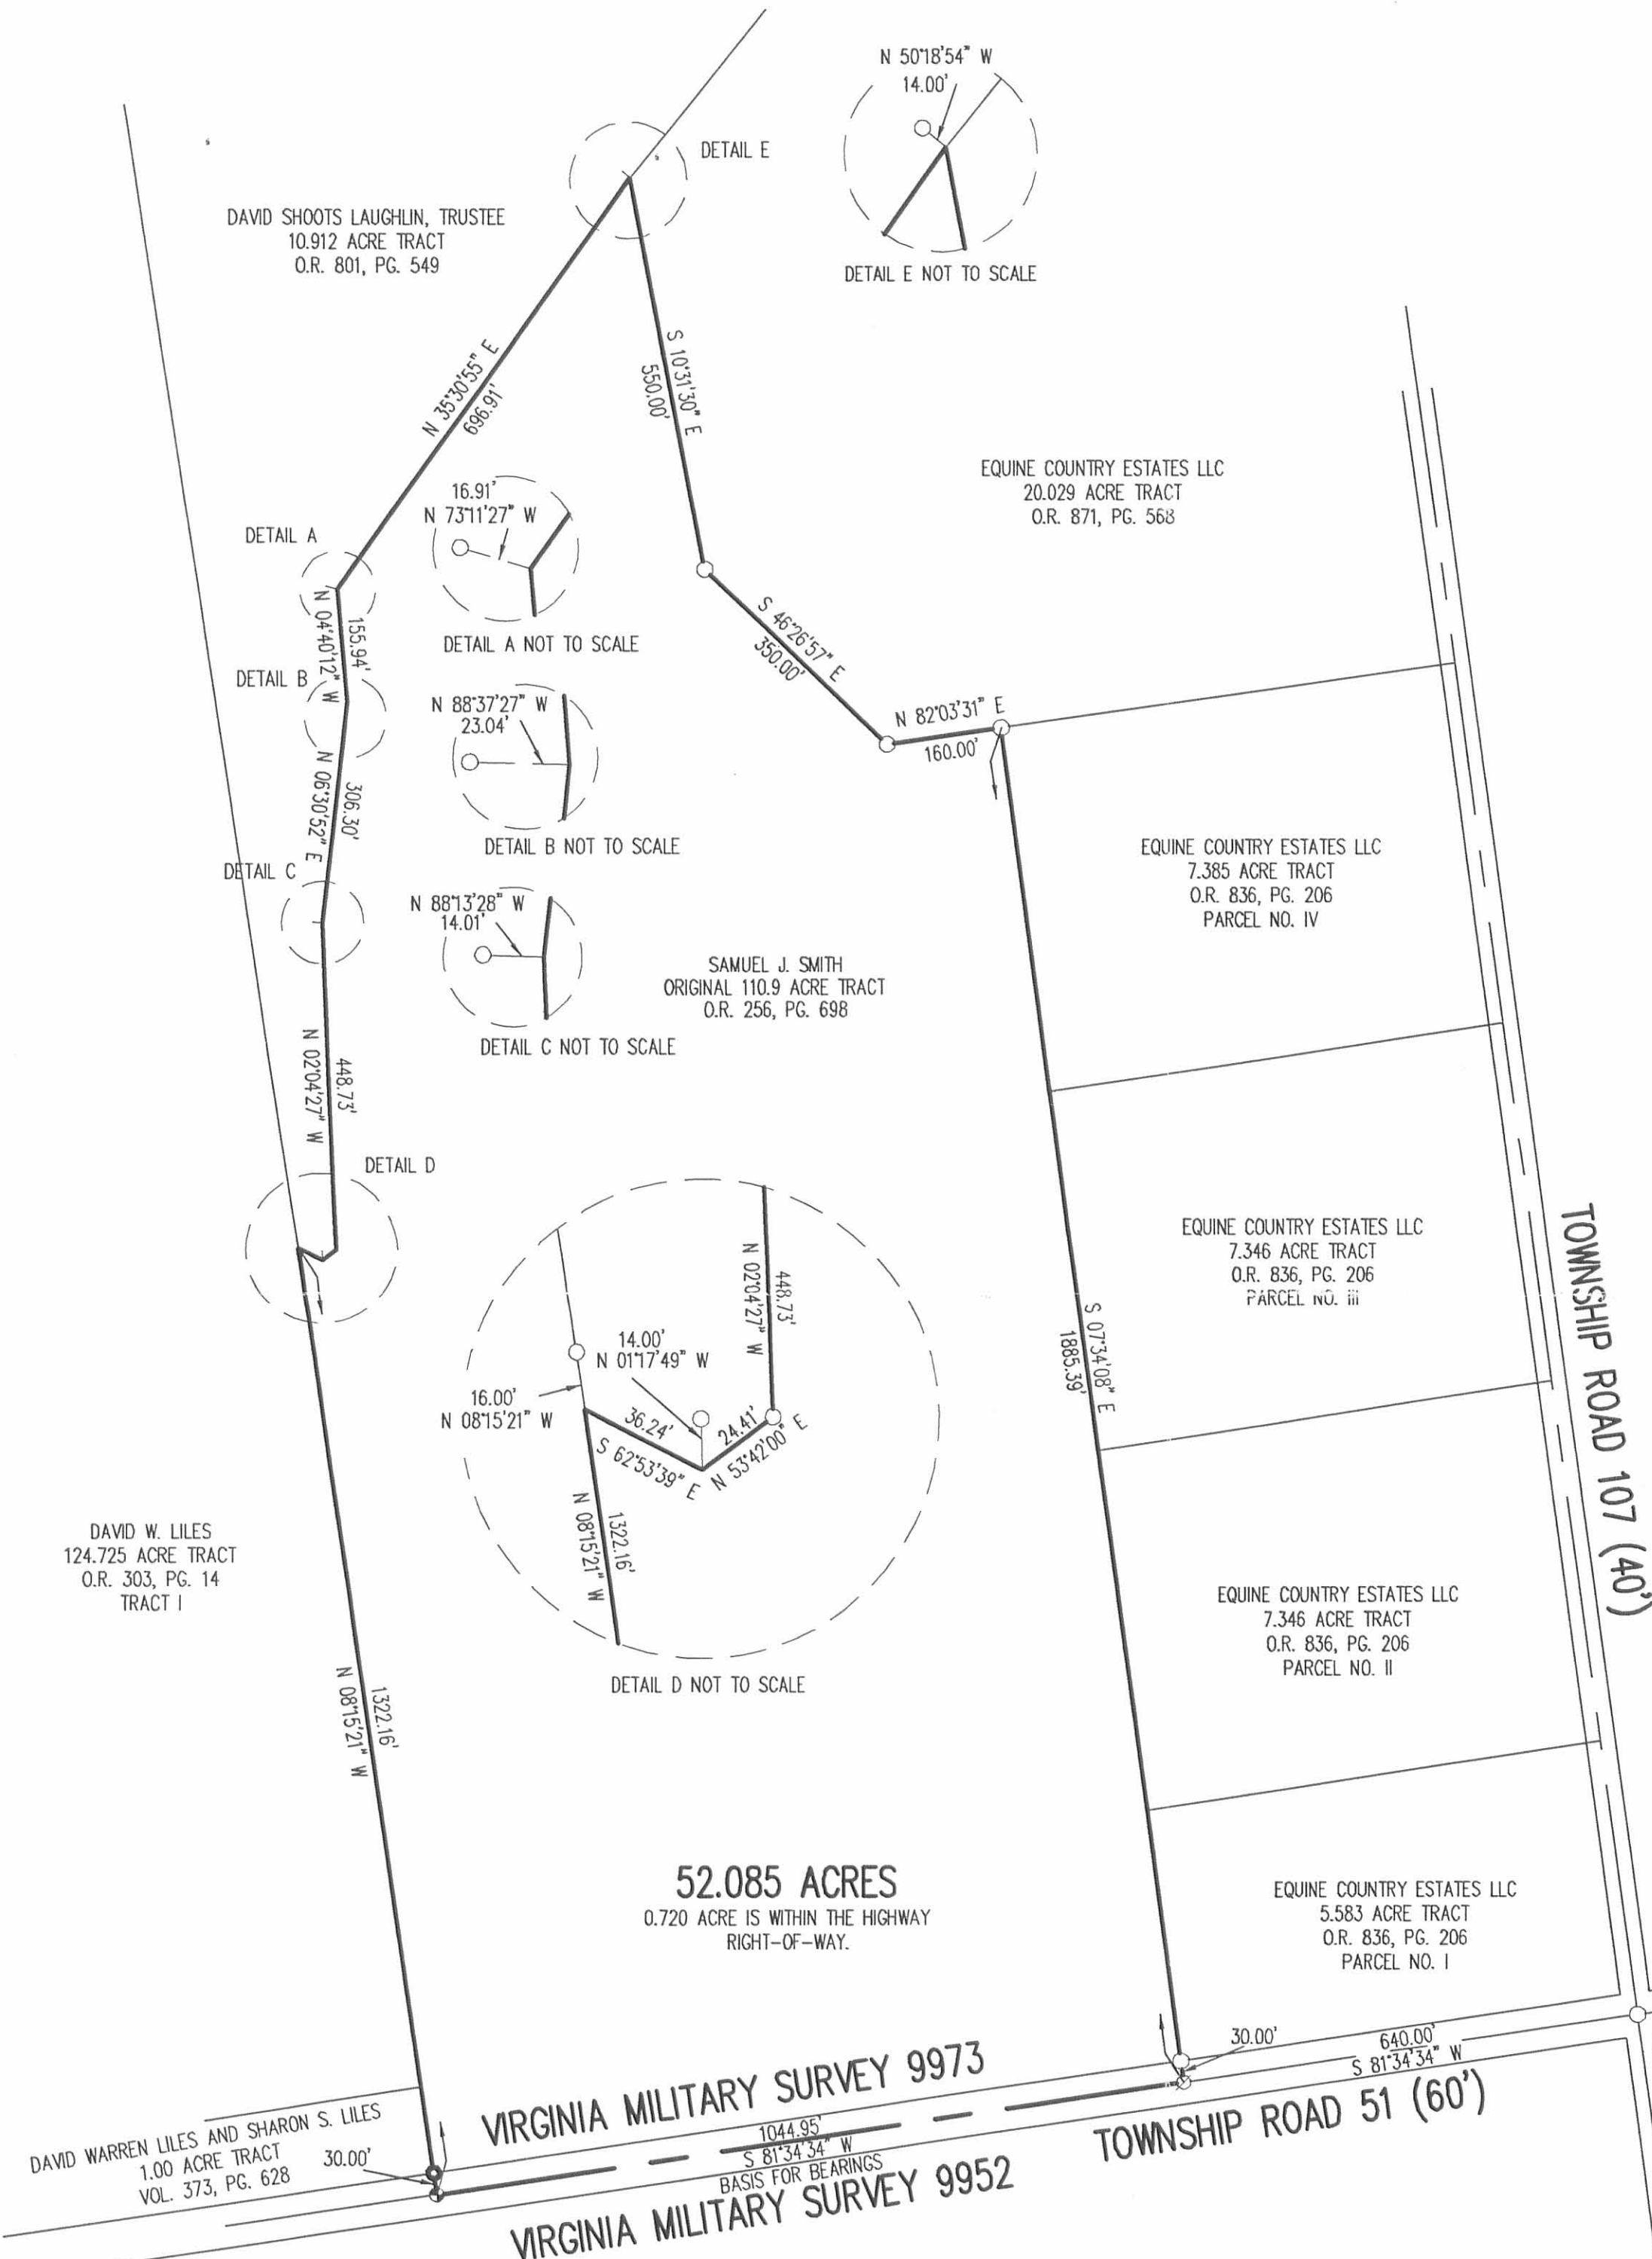 N 50°18'54" W
14.00'
DETAIL E
DETAIL E NOT TO SCALE
DAVID SHOOTS LAUGHLIN, TRUSTEE
10.912 ACRE TRACT
O.R. 801, PG. 549
N 35°30'55" E
696.91'
S 10°31'30" E
550.00'
EQUINE COUNTRY ESTATES LLC
20.029 ACRE TRACT
O.R. 871, PG. 568
DETAIL A
16.91'
N 73°11'27" W
DETAIL A NOT TO SCALE
N 04°40'12" W
155.94'
S 46°26'57" E
350.00'
DETAIL B
N 88°37'27" W
23.04'
DETAIL B NOT TO SCALE
N 82°03'31" E
160.00'
N 06°30'52" E
306.30'
DETAIL C
N 88°13'28" W
14.01'
DETAIL C NOT TO SCALE
EQUINE COUNTRY ESTATES LLC
7.385 ACRE TRACT
O.R. 836, PG. 206
PARCEL NO. IV
SAMUEL J. SMITH
ORIGINAL 110.9 ACRE TRACT
O.R. 256, PG. 698
N 02°04'27" W
448.73'
DETAIL D
N 02°04'27" W
448.73'
14.00'
N 01°17'49" W
16.00'
N 08°15'21" W
36.24'
S 62°53'39" E
24.41'
N 53°42'00" E
N 08°15'21" W
1322.16'
DETAIL D NOT TO SCALE
S 07°34'08" E
1885.39'
EQUINE COUNTRY ESTATES LLC
7.346 ACRE TRACT
O.R. 836, PG. 206
PARCEL NO. III
TOWNSHIP ROAD 107 (40')
DAVID W. LILES
124.725 ACRE TRACT
O.R. 303, PG. 14
TRACT I
EQUINE COUNTRY ESTATES LLC
7.346 ACRE TRACT
O.R. 836, PG. 206
PARCEL NO. II
N 08°15'21" W
1322.16'
52.085 ACRES
0.720 ACRE IS WITHIN THE HIGHWAY
RIGHT-OF-WAY.
EQUINE COUNTRY ESTATES LLC
5.583 ACRE TRACT
O.R. 836, PG. 206
PARCEL NO. I
30.00'
640.00'
S 81°34'34" W
VIRGINIA MILITARY SURVEY 9973
1044.95'
S 81°34'34" W
BASIS FOR BEARINGS
VIRGINIA MILITARY SURVEY 9952
TOWNSHIP ROAD 51 (60')
DAVID WARREN LILES AND SHARON S. LILES
1.00 ACRE TRACT
VOL. 373, PG. 628
30.00'